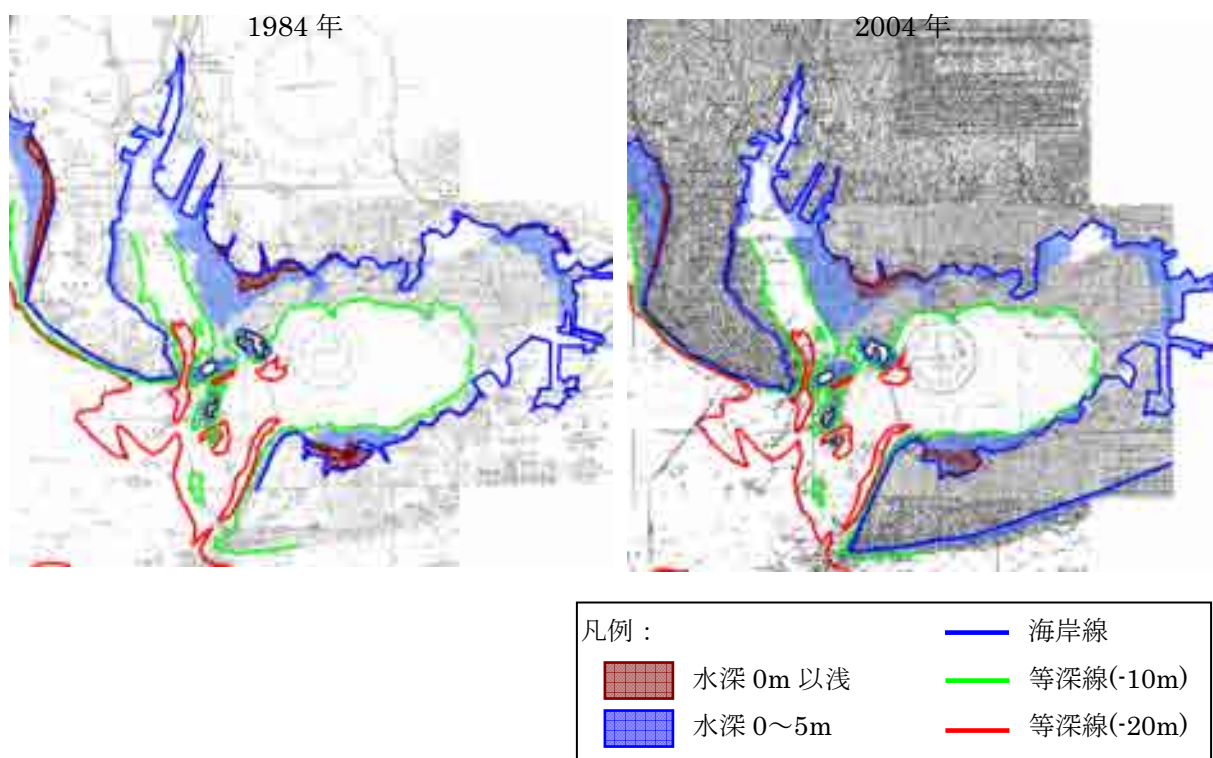 1984 年
2004 年
凡例：
海岸線
水深 0m 以浅
等深線(-10m)
水深 0～5m
等深線(-20m)